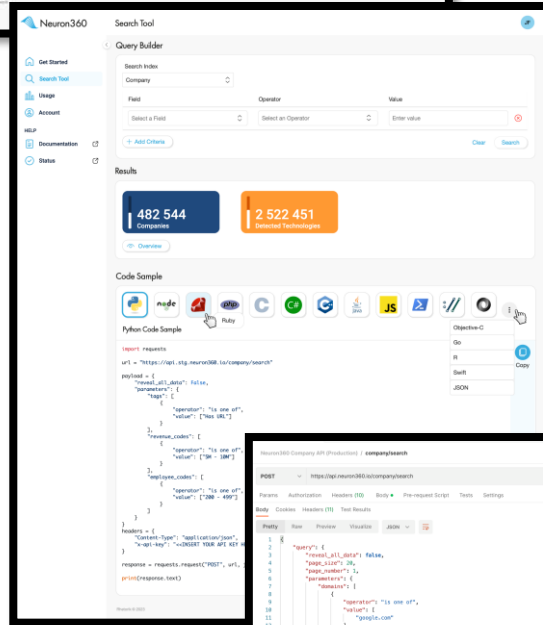 Neuron360
Search Tool
JF
Query Builder
Get Started
Search Tool
Usage
Account
HELP
Documentation
Status
Search Index
Company
Field Operator Value
Select a Field Select an Operator Enter value
+ Add Criteria Clear Search
Results
482 544
Companies
2 522 451
Detected Technologies
Overview
Code Sample
node php C C# JS
Ruby
Python Code Sample
Objective-C
Go
R
Swift
JSON
Copy
import requests
url = "https://api.stg.neuron360.io/company/search"
payload = {
"reveal_all_data": False,
"parameters": {
"tags": [
{
"operator": "is one of",
"value": ["Has URL"]
}
],
"revenue_codes": [
{
"operator": "is one of",
"value": ["5M - 10M"]
}
],
"employee_codes": [
{
"operator": "is one of",
"value": ["200 - 499"]
}
]
}
}
headers = {
"Content-Type": "application/json",
"x-api-key": "<<INSERT YOUR API KEY H
}
response = requests.request("POST", url, j
print(response.text)
Neuron360 Company API (Production) / company/search
POST https://api.neuron360.io/company/search
Params Authorization Headers (10) Body Pre-request Script Tests Settings
Body Cookies Headers (11) Test Results
Pretty Raw Preview Visualize JSON
1 {
2 "query": {
3 "reveal_all_data": false,
4 "page_size": 20,
5 "page_number": 1,
6 "parameters": {
7 "domains": [
8 {
9 "operator": "is one of",
10 "value": [
11 "google.com"